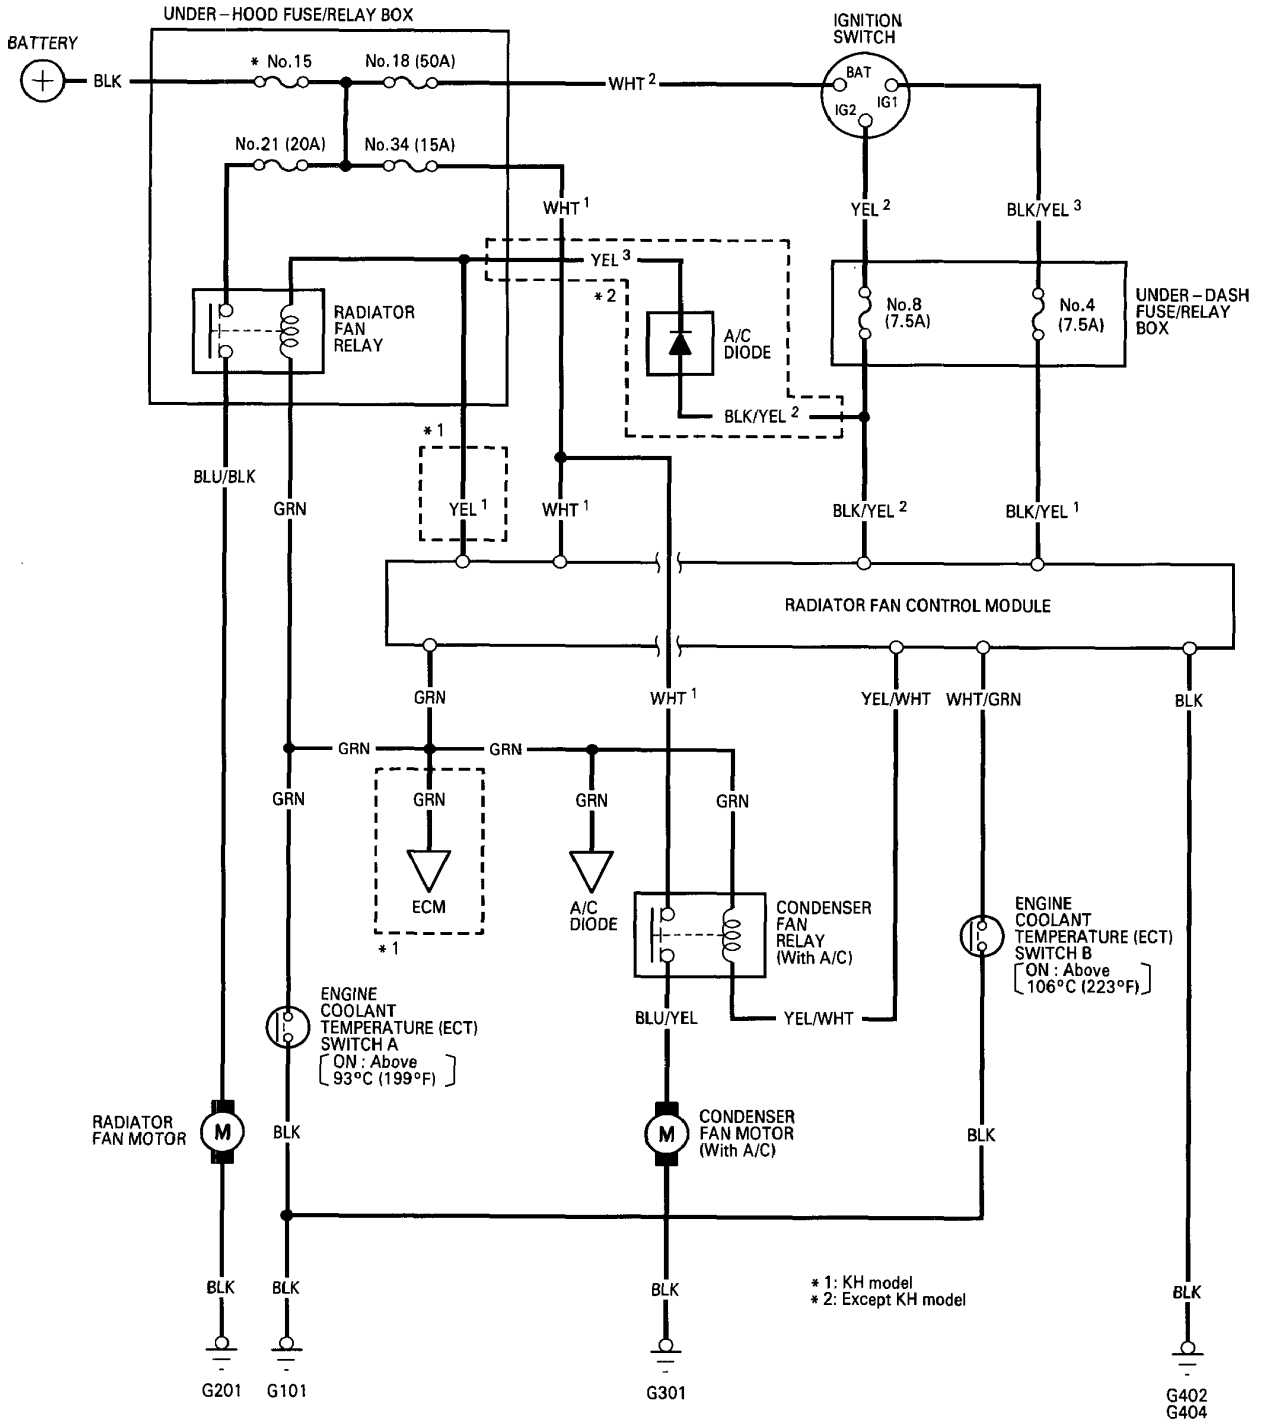 UNDER-HOOD FUSE/RELAY BOX
IGNITION
SWITCH
BATTERY
+
BLK
* No.15
No.18 (50A)
WHT 2
BAT
IG1
IG2
No.21 (20A)
No.34 (15A)
WHT 1
YEL 2
BLK/YEL 3
YEL 3
* 2
RADIATOR
FAN
RELAY
A/C
DIODE
No.8
(7.5A)
No.4
(7.5A)
UNDER-DASH
FUSE/RELAY
BOX
BLK/YEL 2
* 1
BLU/BLK
GRN
YEL 1
WHT 1
BLK/YEL 2
BLK/YEL 1
RADIATOR FAN CONTROL MODULE
GRN
WHT 1
YEL/WHT
WHT/GRN
BLK
GRN
GRN
GRN
GRN
GRN
GRN
ECM
* 1
A/C
DIODE
CONDENSER
FAN
RELAY
(With A/C)
ENGINE
COOLANT
TEMPERATURE (ECT)
SWITCH B
[ON : Above
106°C (223°F)]
ENGINE
COOLANT
TEMPERATURE (ECT)
SWITCH A
[ON : Above
93°C (199°F)]
BLU/YEL
YEL/WHT
RADIATOR
FAN MOTOR
M
BLK
M
CONDENSER
FAN MOTOR
(With A/C)
BLK
BLK
BLK
BLK
BLK
* 1: KH model
* 2: Except KH model
G201
G101
G301
G402
G404